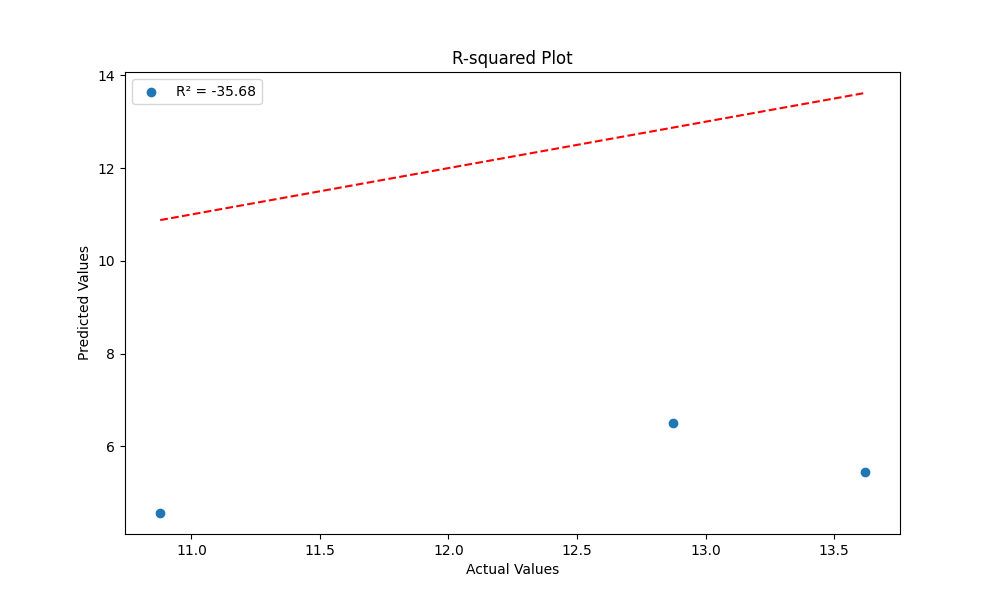 R-squared Plot
R² = -35.68
14
12
10
8
6
Predicted Values
11.0 11.5 12.0 12.5 13.0 13.5
Actual Values